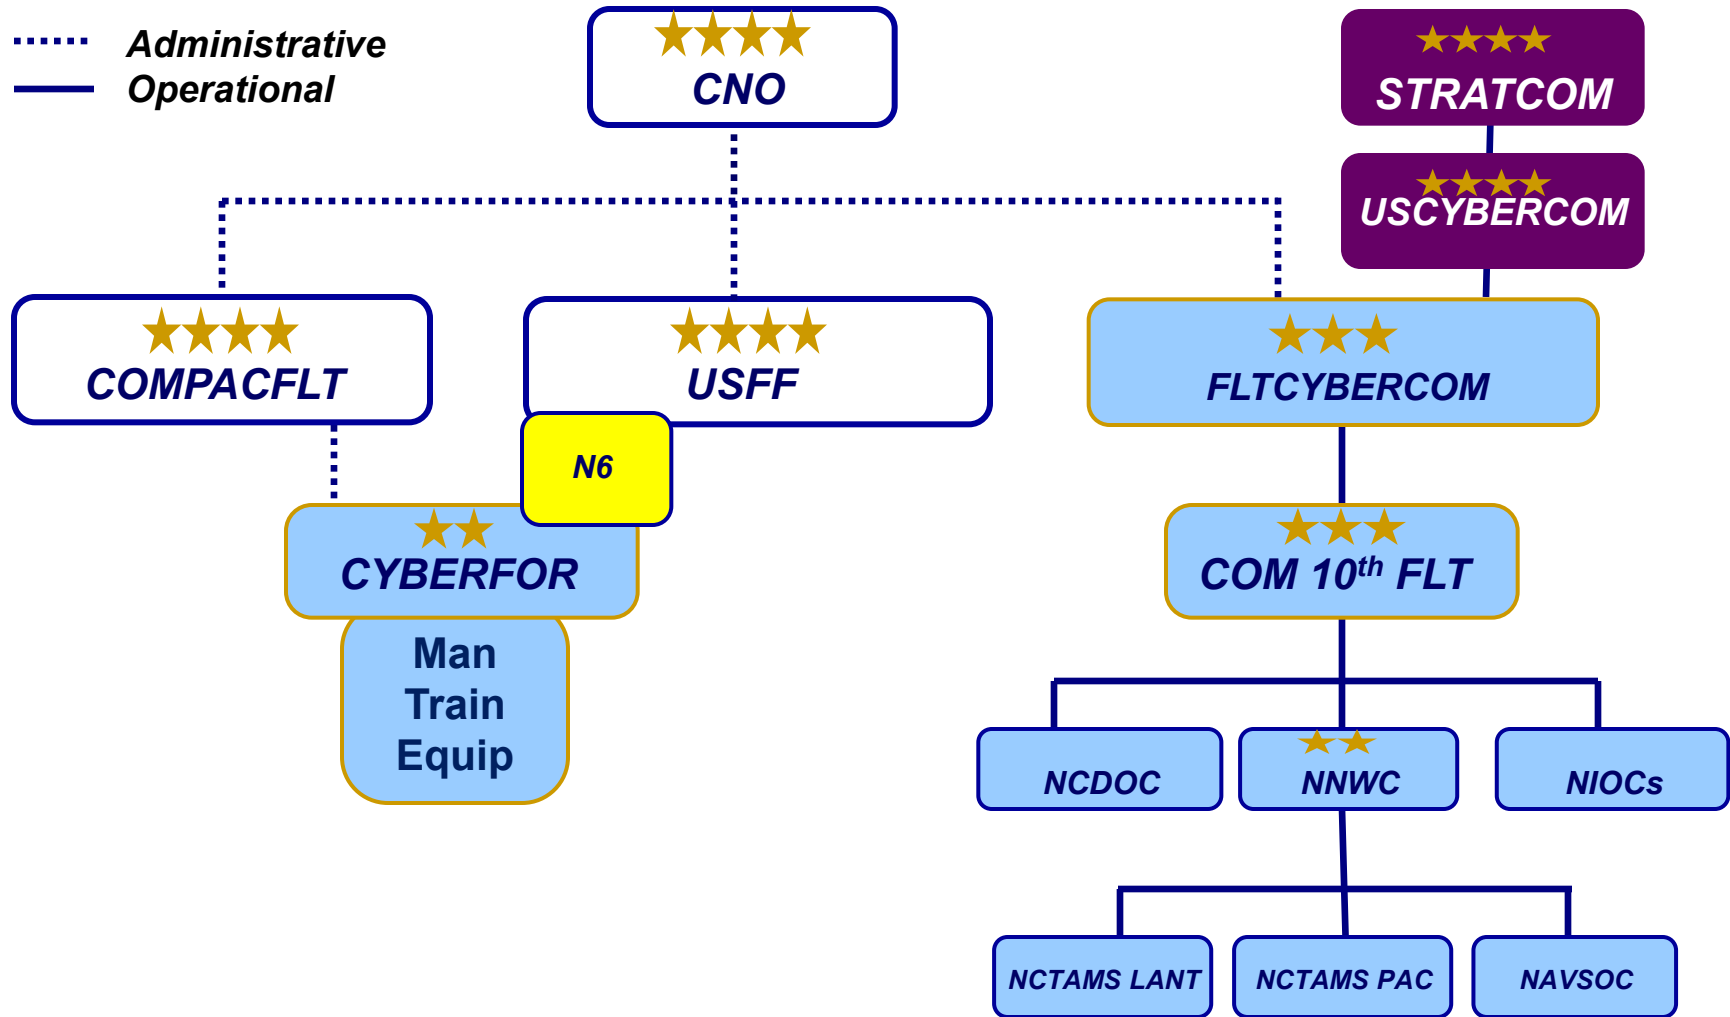 Administrative
Operational
CNO
STRATCOM
USCYBERCOM
COMPACFLT
USFF
FLTCYBERCOM
N6
CYBERFOR
COM 10th FLT
Man
Train
Equip
NCDOC
NNWC
NIOCs
NCTAMS LANT
NCTAMS PAC
NAVSOC